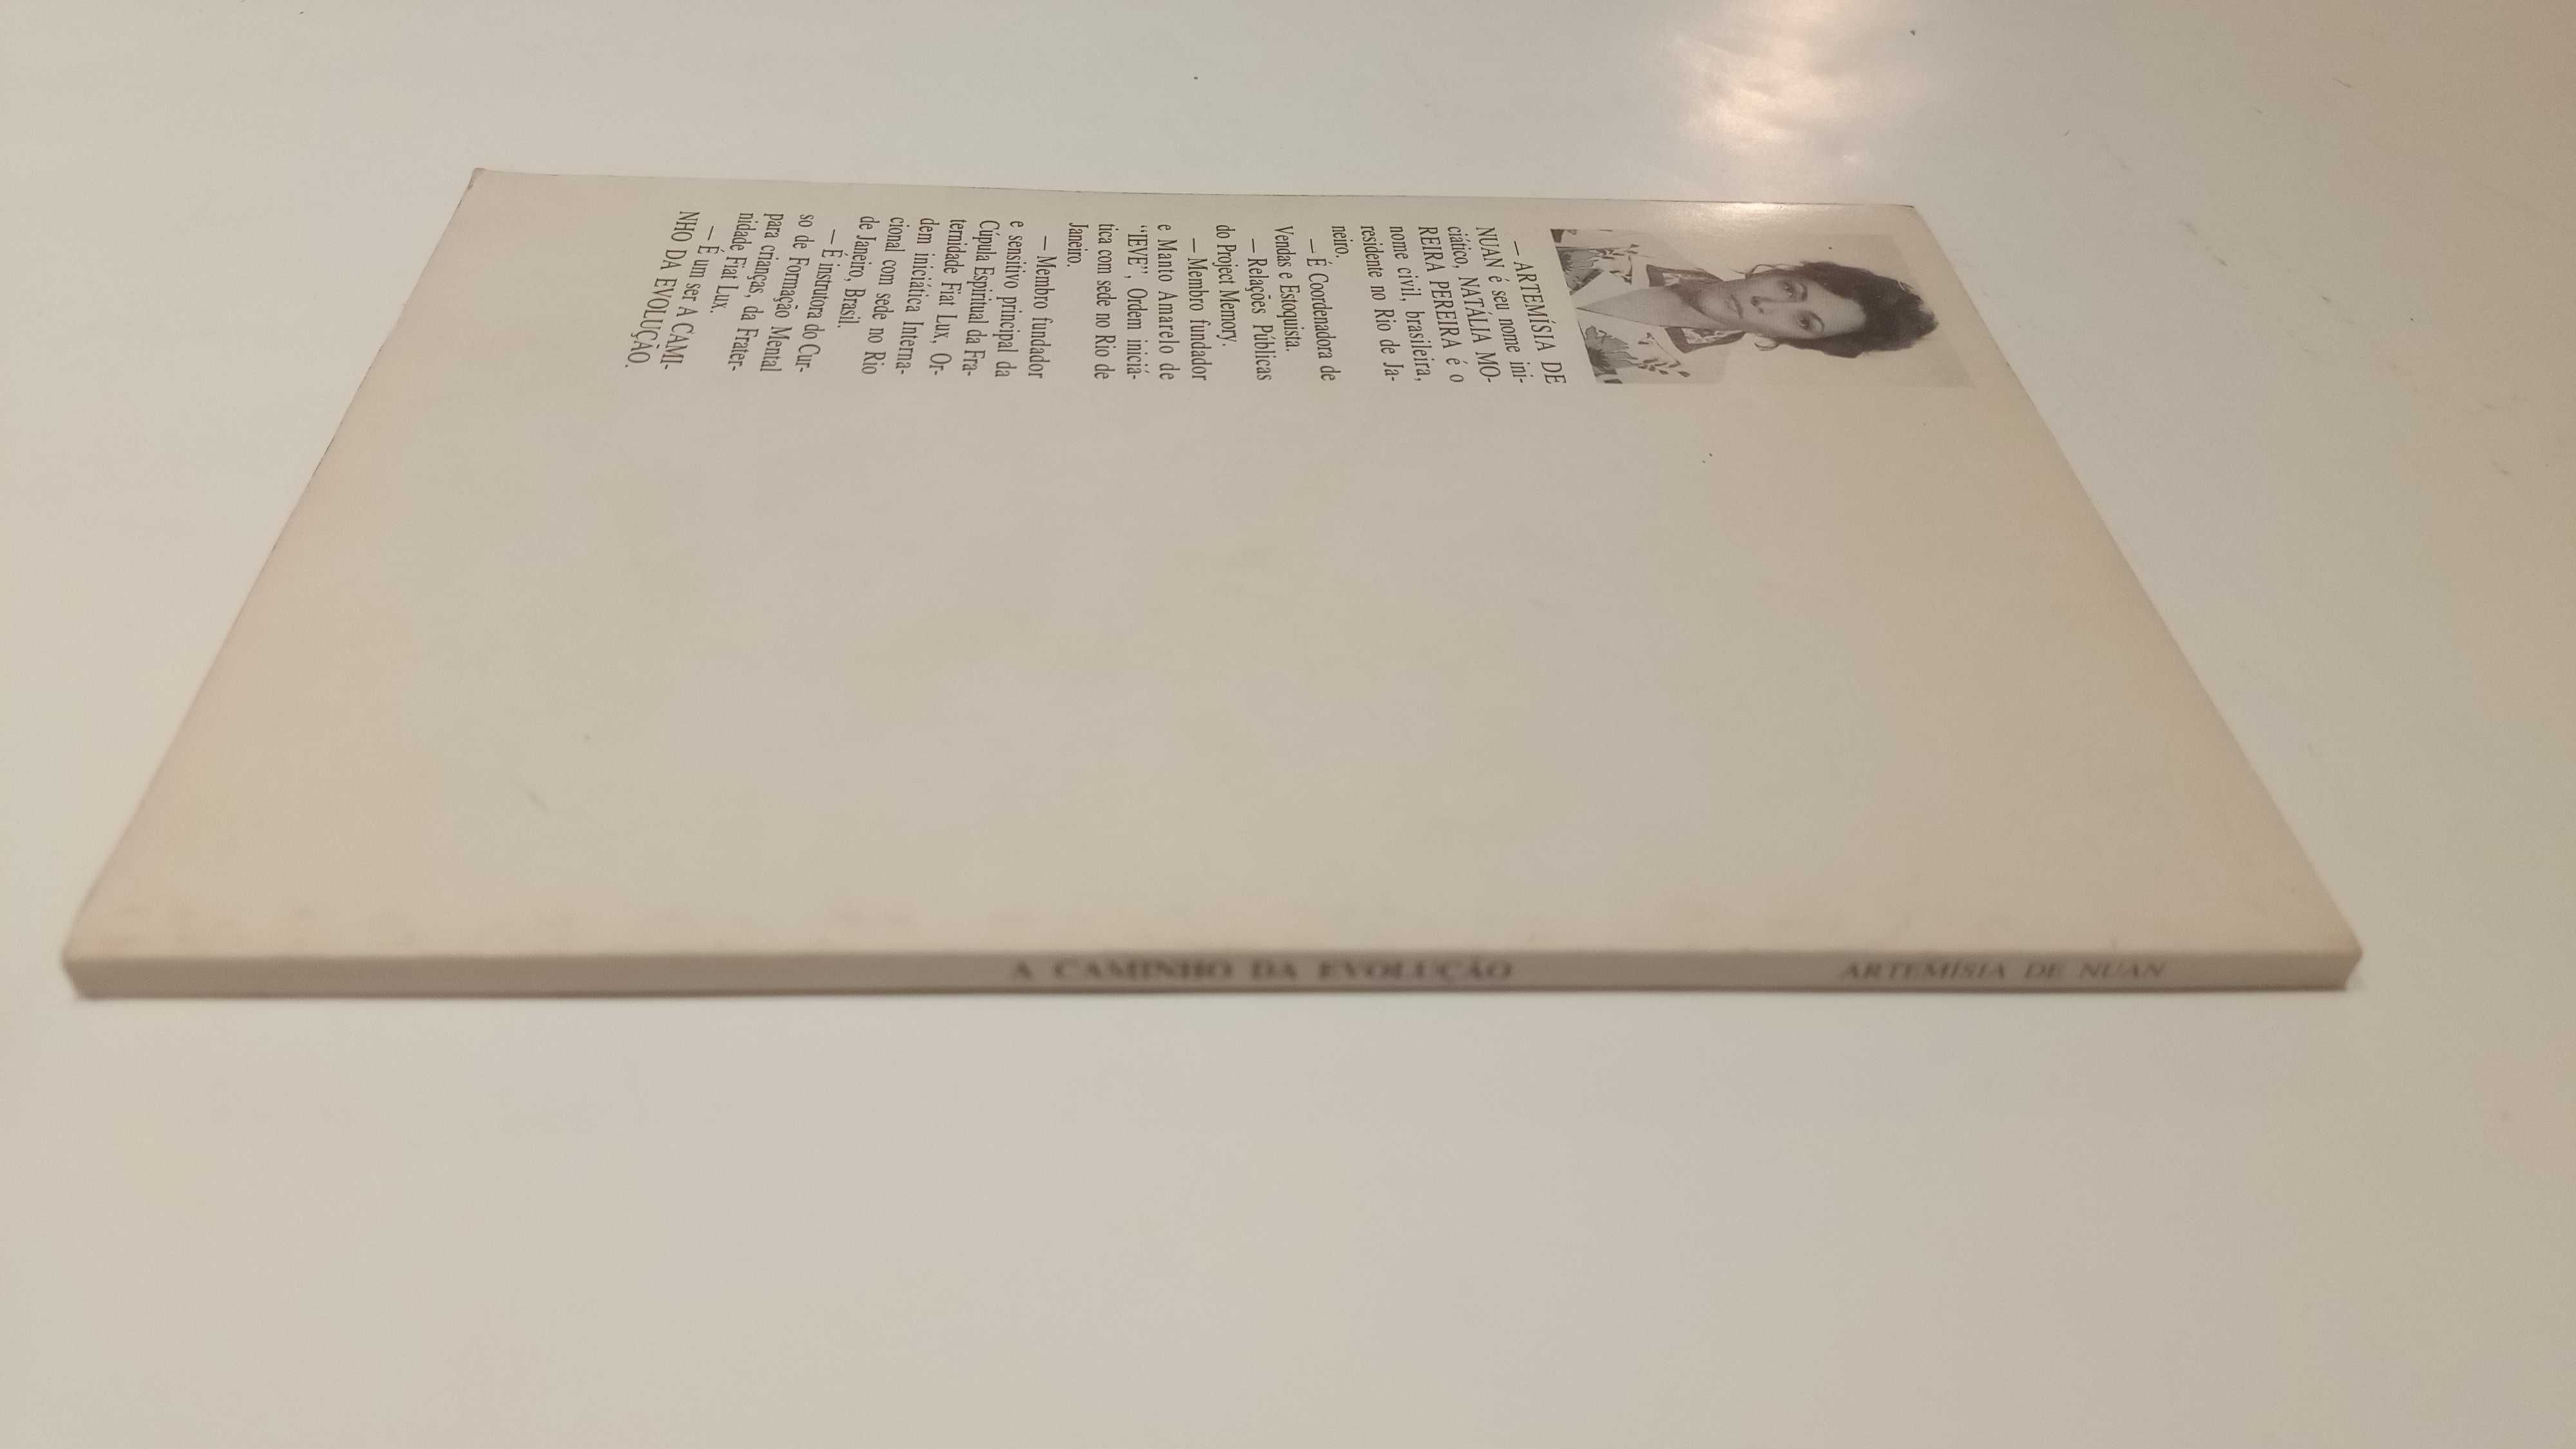 — ARTEMÍSIA DE
NUAN é seu nome ini-
ciático, NATÁLIA MO-
REIRA PEREIRA é o
nome civil, brasileira,
residente no Rio de Ja-
neiro.
— É Coordenadora de
Vendas e Estoquista.
— Relações Públicas
do Project Memory.
— Membro fundador
e Manto Amarelo de
“IEVE”, Ordem iniciá-
tica com sede no Rio de
Janeiro.
— Membro fundador
e sensitivo principal da
Cúpula Espiritual da Fra-
ternidade Fiat Lux, Or-
dem iniciática Interna-
cional com sede no Rio
de Janeiro, Brasil.
— É instrutora do Cur-
so de Formação Mental
para crianças, da Frater-
nidade Fiat Lux.
— É um ser A CAMI-
NHO DA EVOLUÇÃO.
A CAMINHO DA EVOLUÇÃO
ARTEMÍSIA DE NUAN